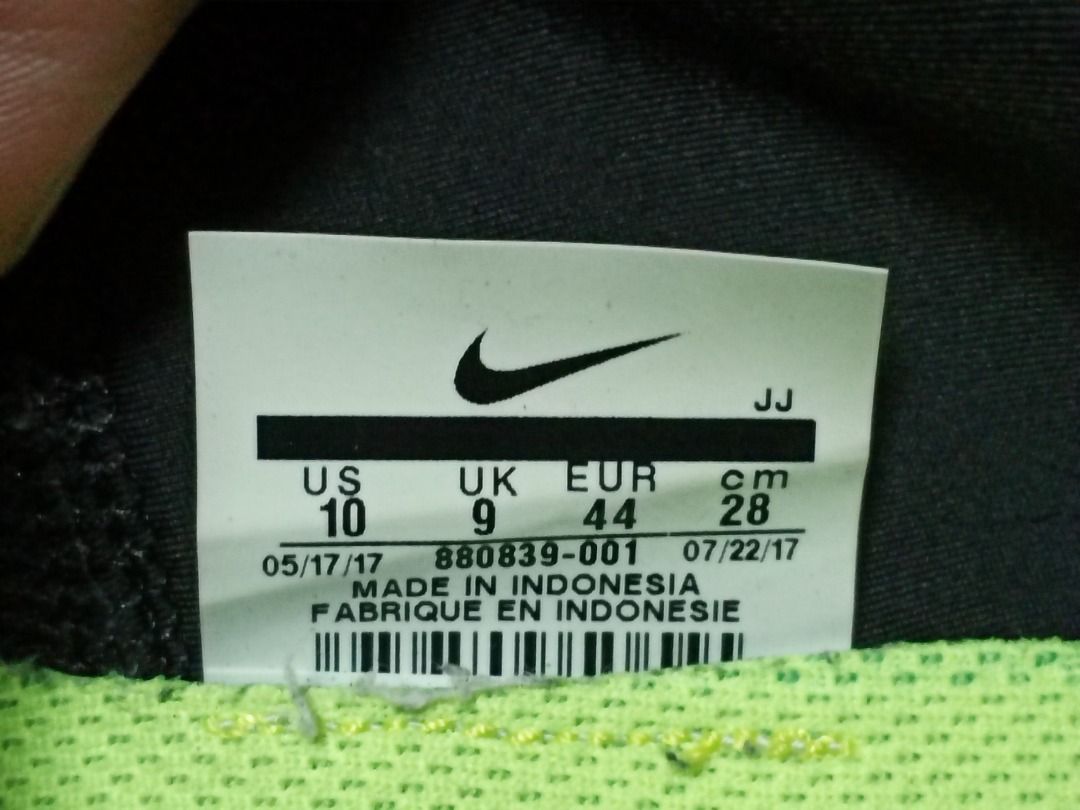 JJ
US UK EUR cm
10 9 44 28
05/17/17 880839-001 07/22/17
MADE IN INDONESIA
FABRIQUE EN INDONESIE